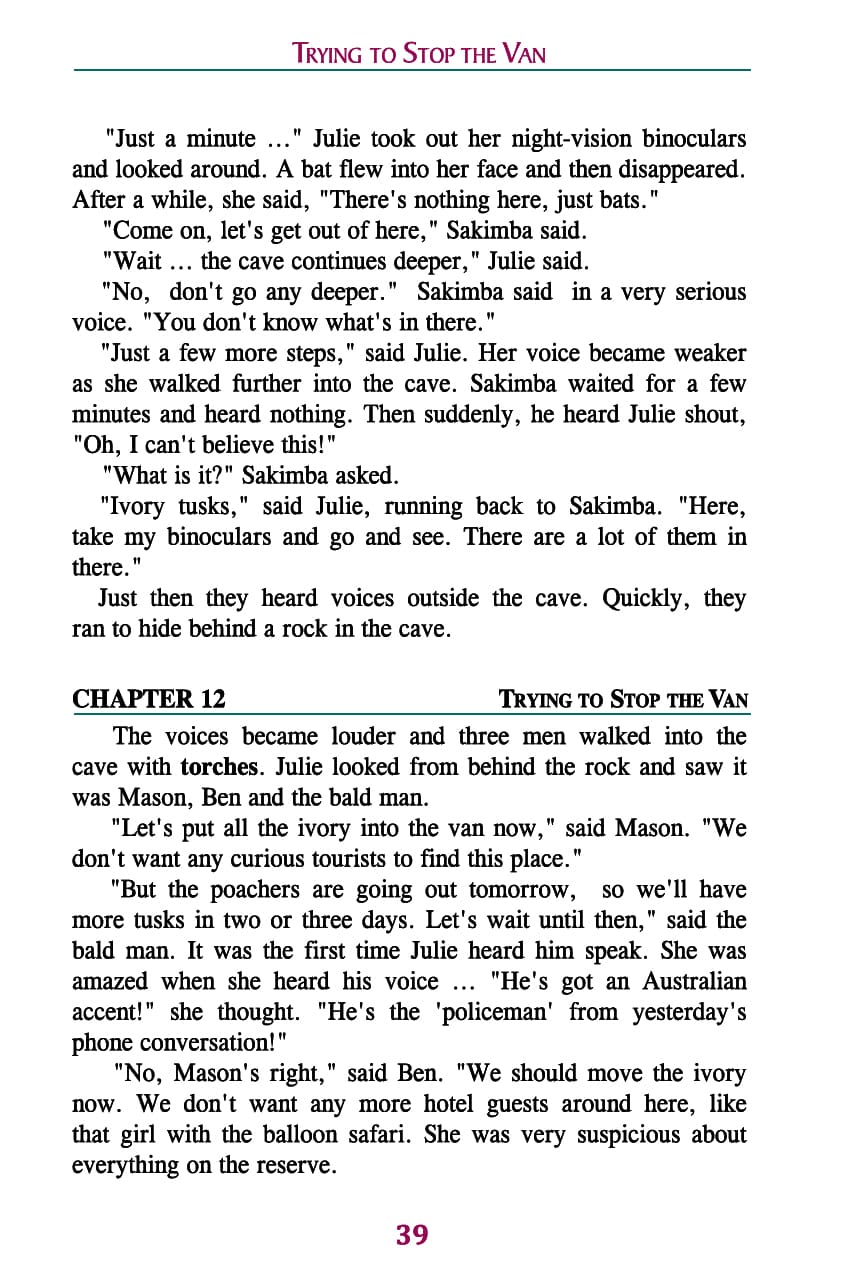 TRYING TO STOP THE VAN
"Just a minute ..." Julie took out her night-vision binoculars
and looked around. A bat flew into her face and then disappeared.
After a while, she said, "There's nothing here, just bats."
"Come on, let's get out of here," Sakimba said.
"Wait ... the cave continues deeper," Julie said.
"No, don't go any deeper." Sakimba said in a very serious
voice. "You don't know what's in there."
"Just a few more steps," said Julie. Her voice became weaker
as she walked further into the cave. Sakimba waited for a few
minutes and heard nothing. Then suddenly, he heard Julie shout,
"Oh, I can't believe this!"
"What is it?" Sakimba asked.
"Ivory tusks," said Julie, running back to Sakimba. "Here,
take my binoculars and go and see. There are a lot of them in
there."
Just then they heard voices outside the cave. Quickly, they
ran to hide behind a rock in the cave.
CHAPTER 12 TRYING TO STOP THE VAN
The voices became louder and three men walked into the
cave with torches. Julie looked from behind the rock and saw it
was Mason, Ben and the bald man.
"Let's put all the ivory into the van now," said Mason. "We
don't want any curious tourists to find this place."
"But the poachers are going out tomorrow, so we'll have
more tusks in two or three days. Let's wait until then," said the
bald man. It was the first time Julie heard him speak. She was
amazed when she heard his voice ... "He's got an Australian
accent!" she thought. "He's the 'policeman' from yesterday's
phone conversation!"
"No, Mason's right," said Ben. "We should move the ivory
now. We don't want any more hotel guests around here, like
that girl with the balloon safari. She was very suspicious about
everything on the reserve.
39